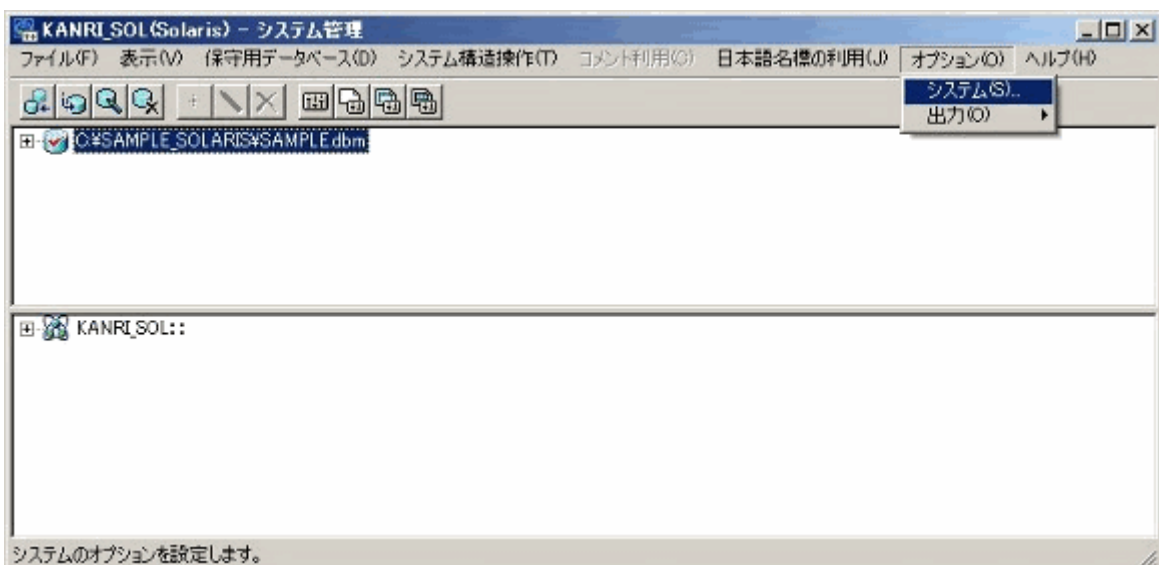 KANRI_SOL(Solaris) - システム管理
ファイル(F) 表示(V) 保守用データベース(D) システム構造操作(T) コメント利用(C) 日本語名標の利用(J) オプション(O) ヘルプ(H)
システム(S)...
出力(O)
C:¥SAMPLE_SOLARIS¥SAMPLE.dbm
KANRI_SOL::
システムのオプションを設定します。